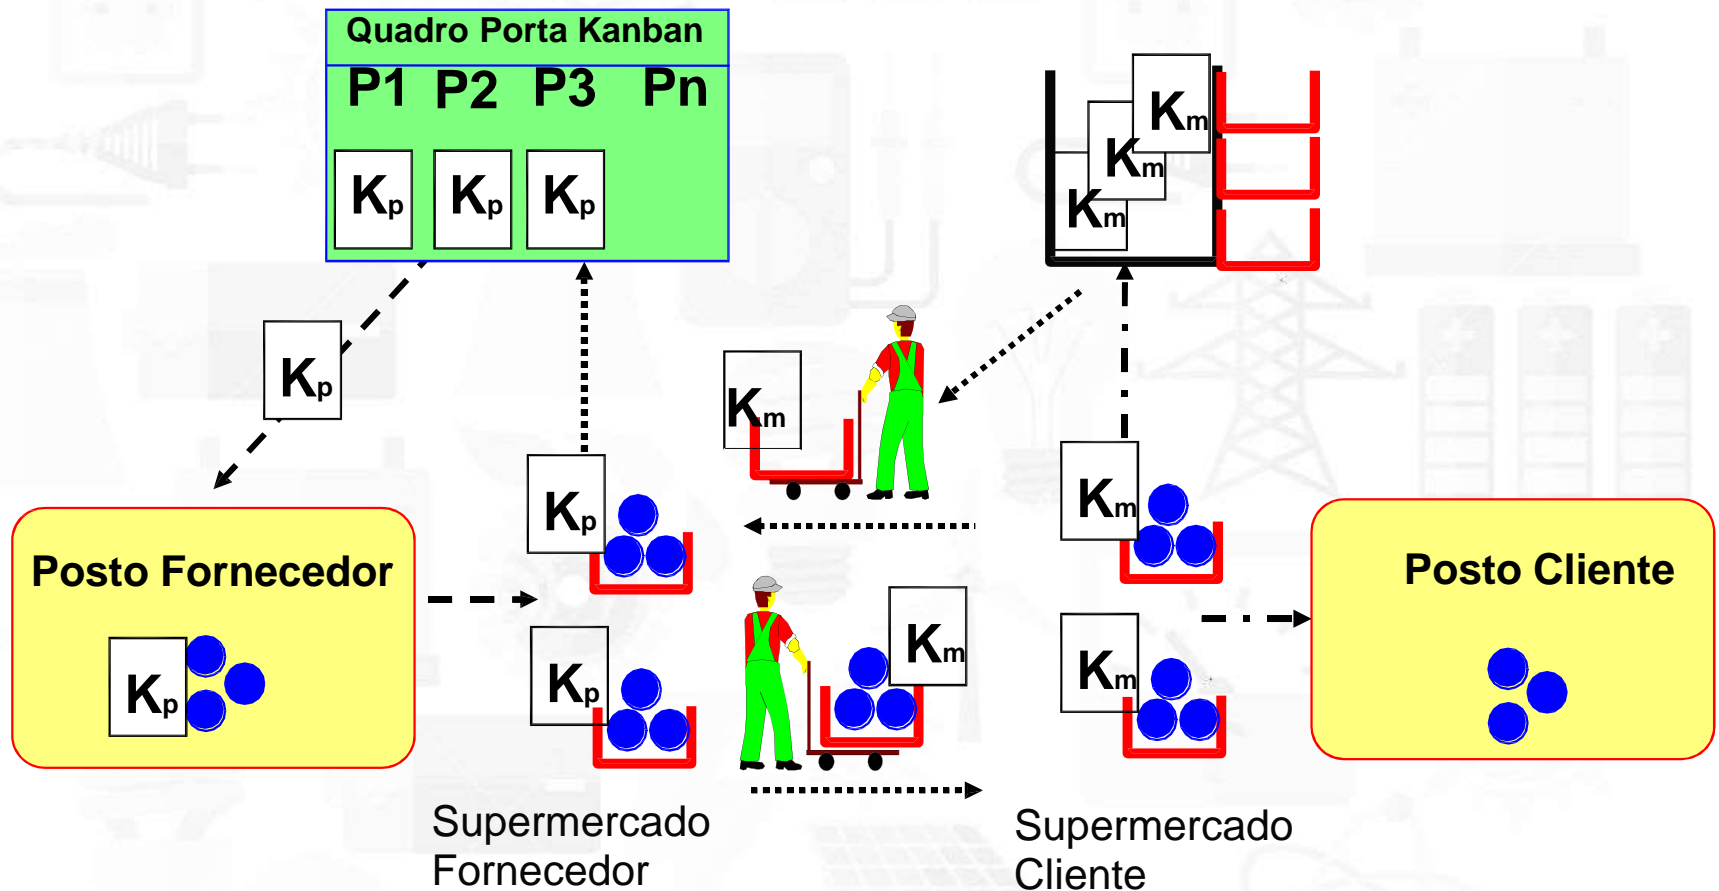 Quadro Porta Kanban
P1 P2 P3 Pn
Kp Kp Kp
Km
Km
Km
Kp
Km
Kp
Km
Posto Fornecedor
Posto Cliente
Kp
Kp
Km
Km
Supermercado
Fornecedor
Supermercado
Cliente